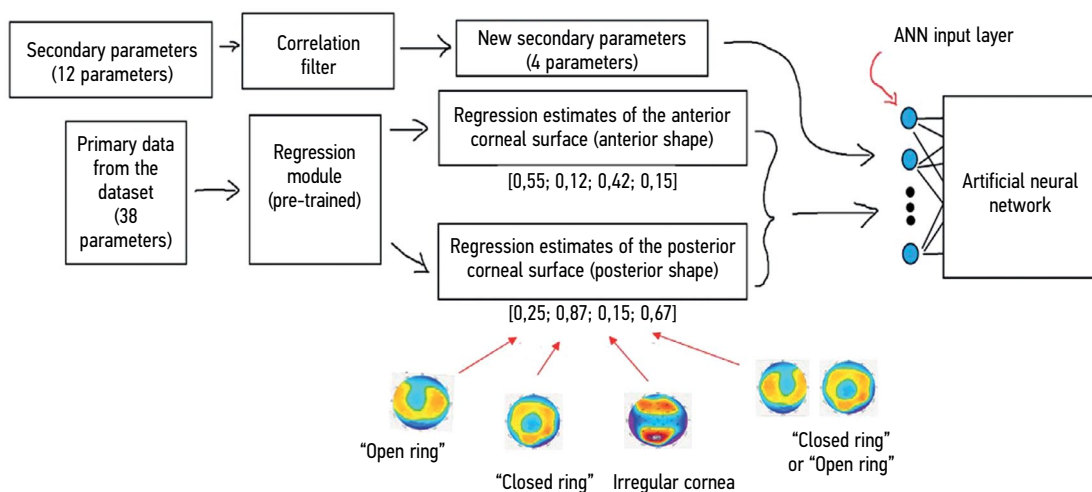 Secondary parameters
(12 parameters)
Correlation
filter
New secondary parameters
(4 parameters)
ANN input layer
Primary data
from the
dataset
(38
parameters)
Regression
module
(pre-trained)
Regression estimates of the anterior
corneal surface (anterior shape)
[0,55; 0,12; 0,42; 0,15]
Regression estimates of the posterior
corneal surface (posterior shape)
[0,25; 0,87; 0,15; 0,67]
Artificial neural
network
“Open ring”
“Closed ring”
Irregular cornea
“Closed ring”
or “Open ring”